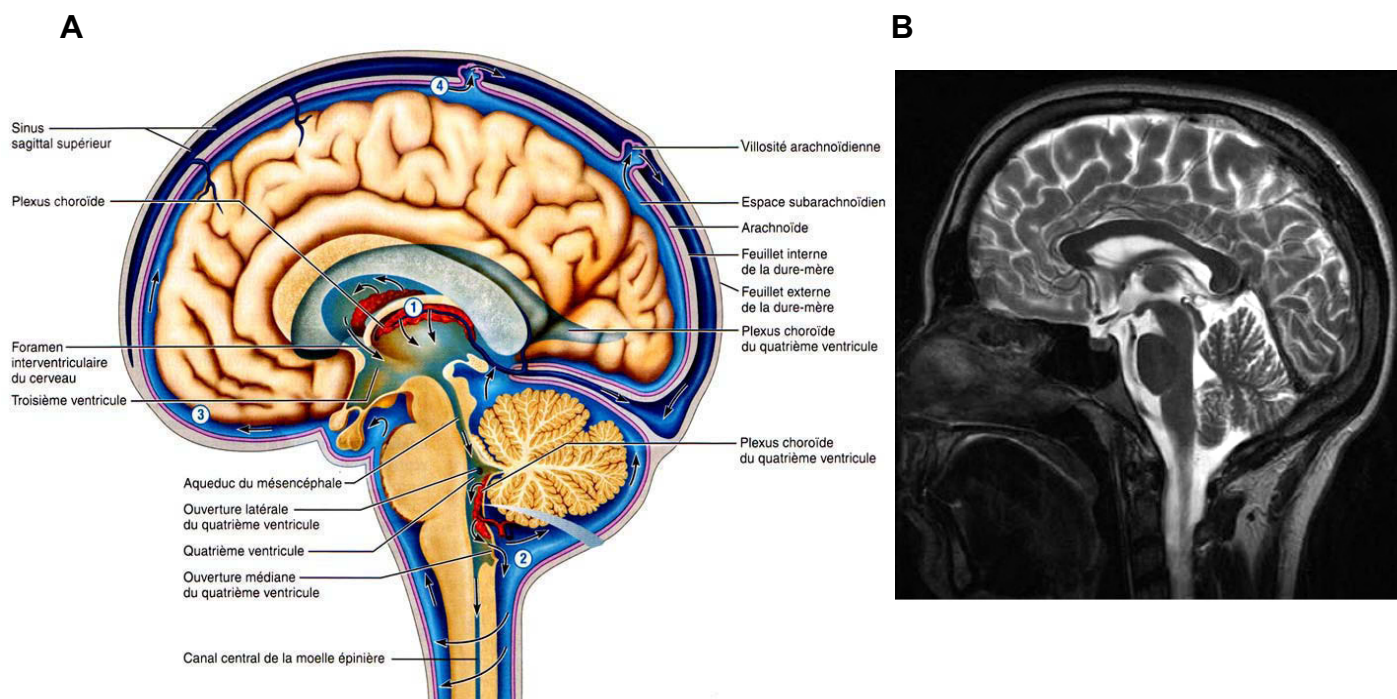 A
B
Sinus
sagittal supérieur
Plexus choroïde
Foramen
interventriculaire
du cerveau
Troisième ventricule
Aqueduc du mésencéphale
Ouverture latérale
du quatrième ventricule
Quatrième ventricule
Ouverture médiane
du quatrième ventricule
Canal central de la moelle épinière
4
1
3
2
Villosité arachnoïdienne
Espace subarachnoïdien
Arachnoïde
Feuillet interne
de la dure-mère
Feuillet externe
de la dure-mère
Plexus choroïde
du quatrième ventricule
Plexus choroïde
du quatrième ventricule